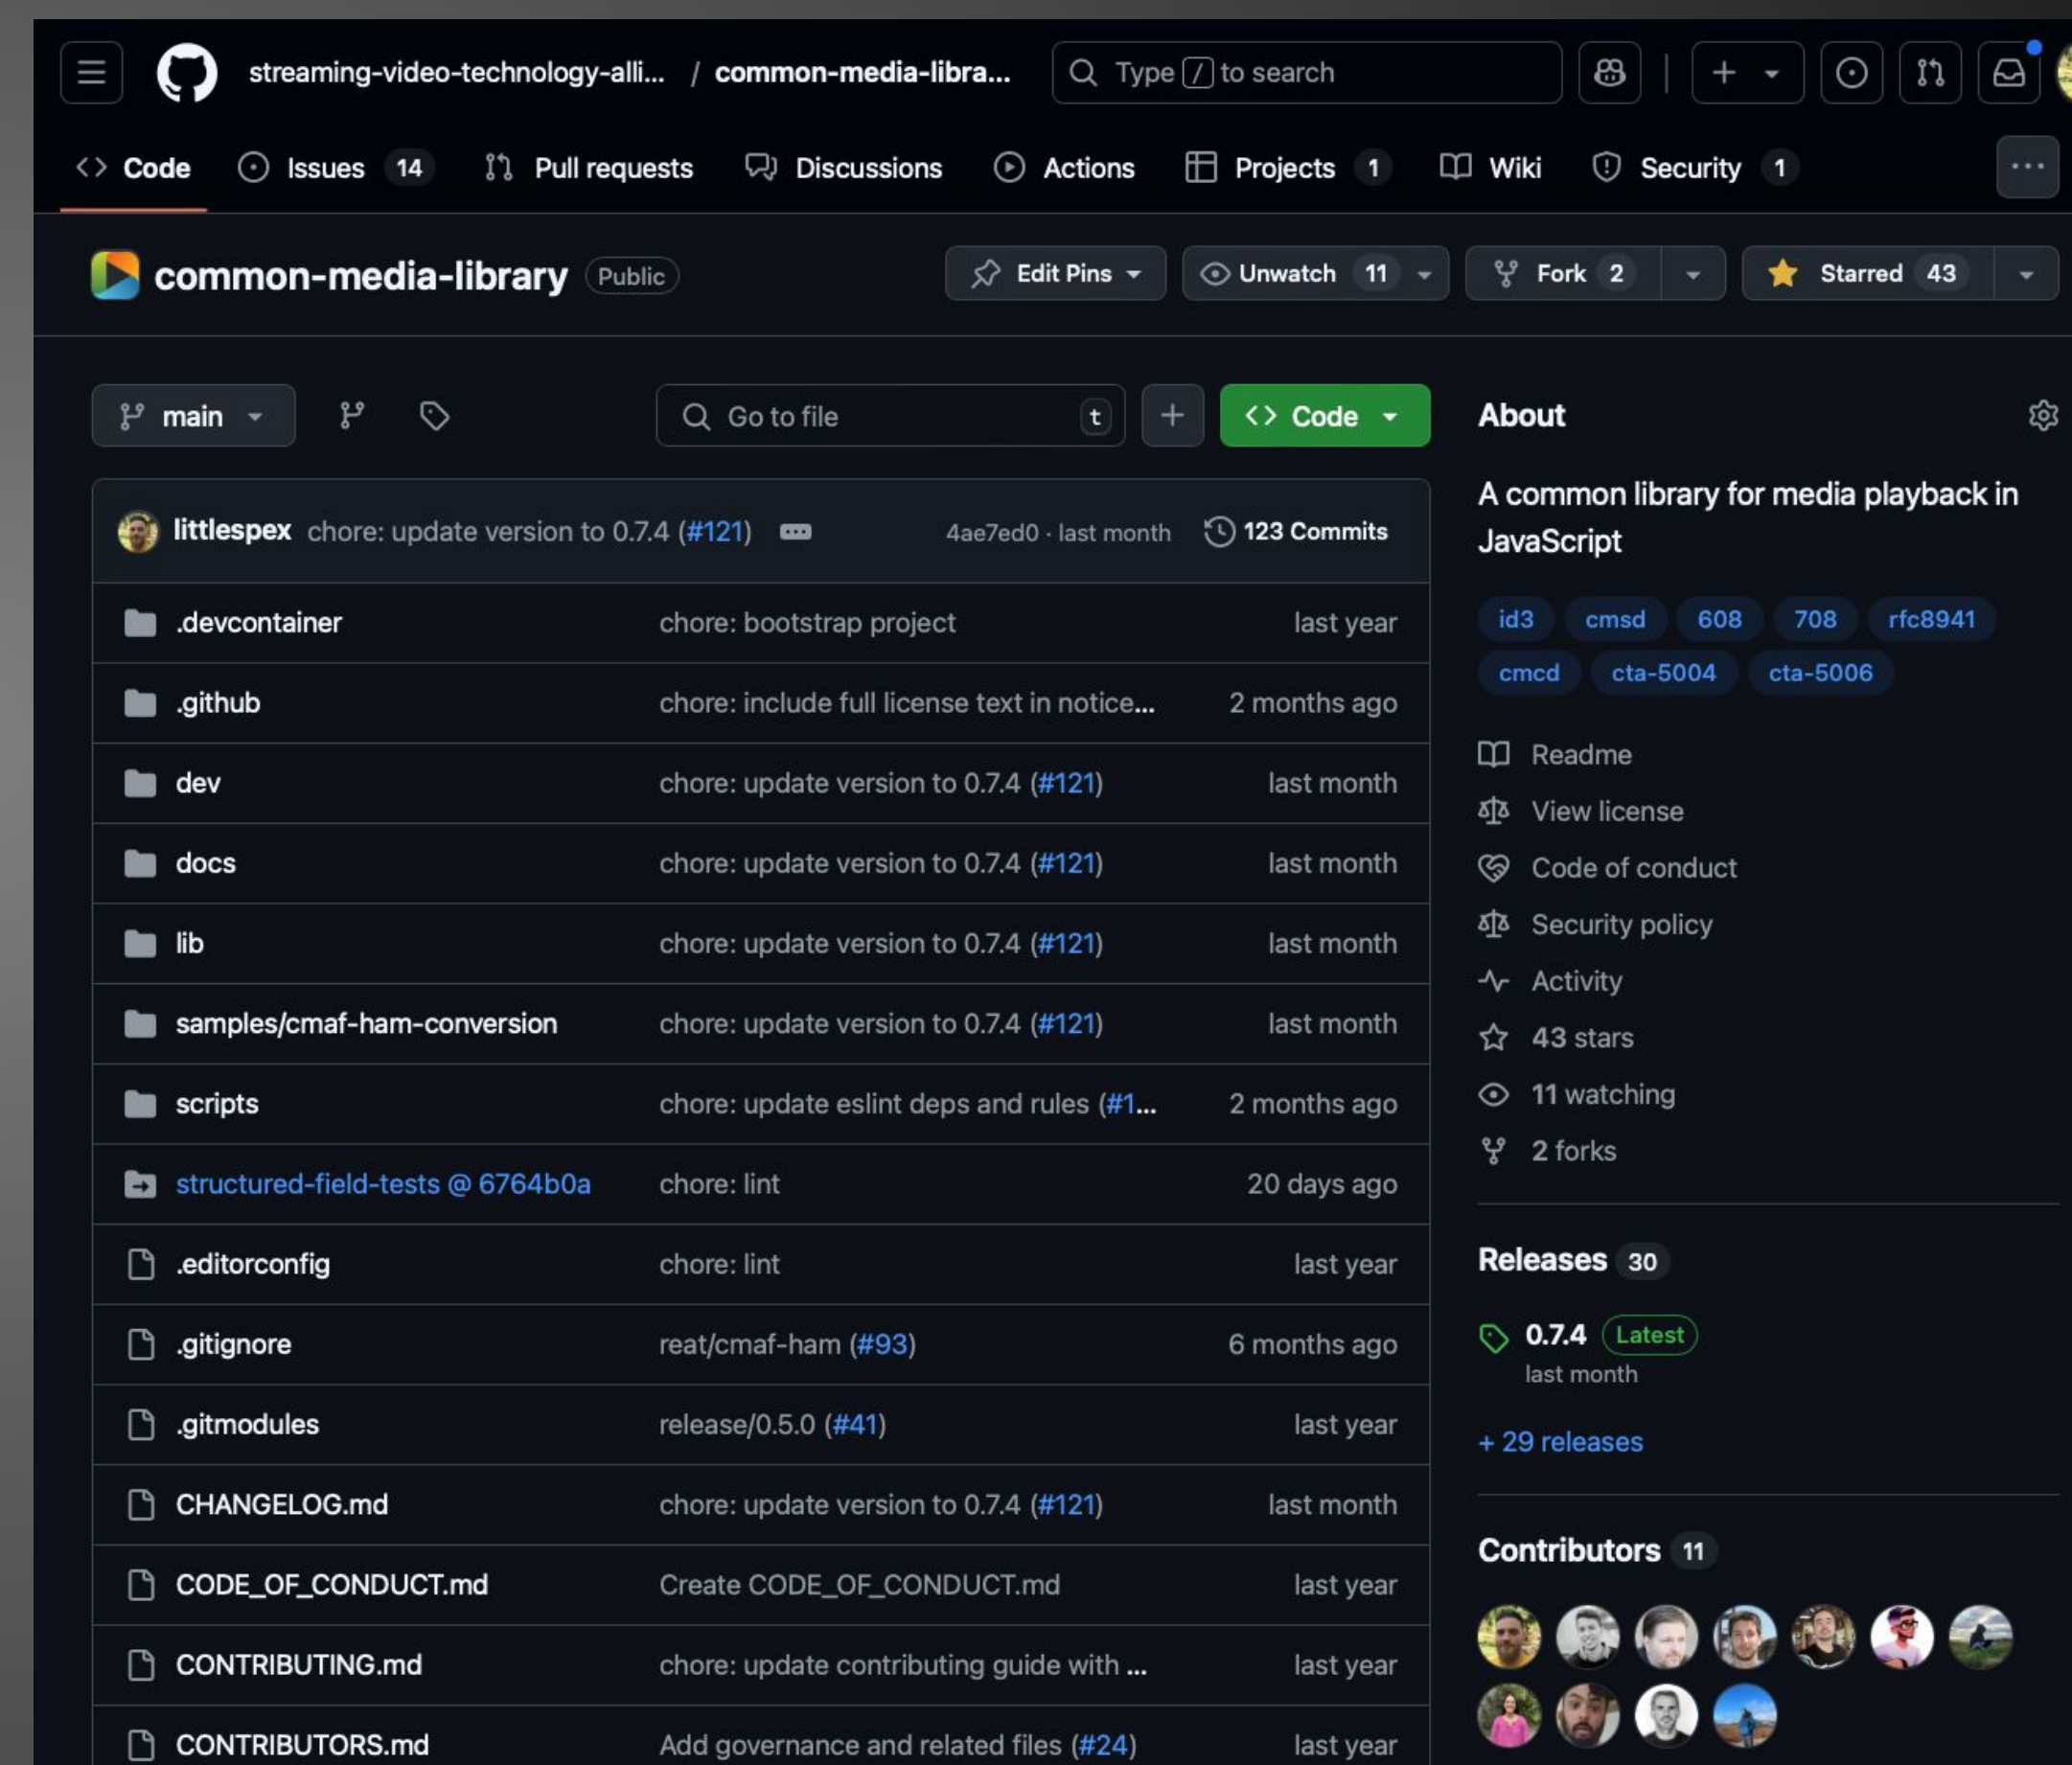 streaming-video-technology-alli... / common-media-libra... Type / to search
Code Issues 14 Pull requests Discussions Actions Projects 1 Wiki Security 1
common-media-library Public Edit Pins Unwatch 11 Fork 2 Starred 43
main Go to file t Code
littlespex chore: update version to 0.7.4 (#121) 4ae7ed0 · last month 123 Commits
.devcontainer chore: bootstrap project last year
.github chore: include full license text in notice... 2 months ago
dev chore: update version to 0.7.4 (#121) last month
docs chore: update version to 0.7.4 (#121) last month
lib chore: update version to 0.7.4 (#121) last month
samples/cmaf-ham-conversion chore: update version to 0.7.4 (#121) last month
scripts chore: update eslint deps and rules (#1... 2 months ago
structured-field-tests @ 6764b0a chore: lint 20 days ago
.editorconfig chore: lint last year
.gitignore reat/cmaf-ham (#93) 6 months ago
.gitmodules release/0.5.0 (#41) last year
CHANGELOG.md chore: update version to 0.7.4 (#121) last month
CODE_OF_CONDUCT.md Create CODE_OF_CONDUCT.md last year
CONTRIBUTING.md chore: update contributing guide with ... last year
CONTRIBUTORS.md Add governance and related files (#24) last year
About
A common library for media playback in
JavaScript
id3 cmsd 608 708 rfc8941
cmcd cta-5004 cta-5006
Readme
View license
Code of conduct
Security policy
Activity
43 stars
11 watching
2 forks
Releases 30
0.7.4 Latest
last month
+ 29 releases
Contributors 11